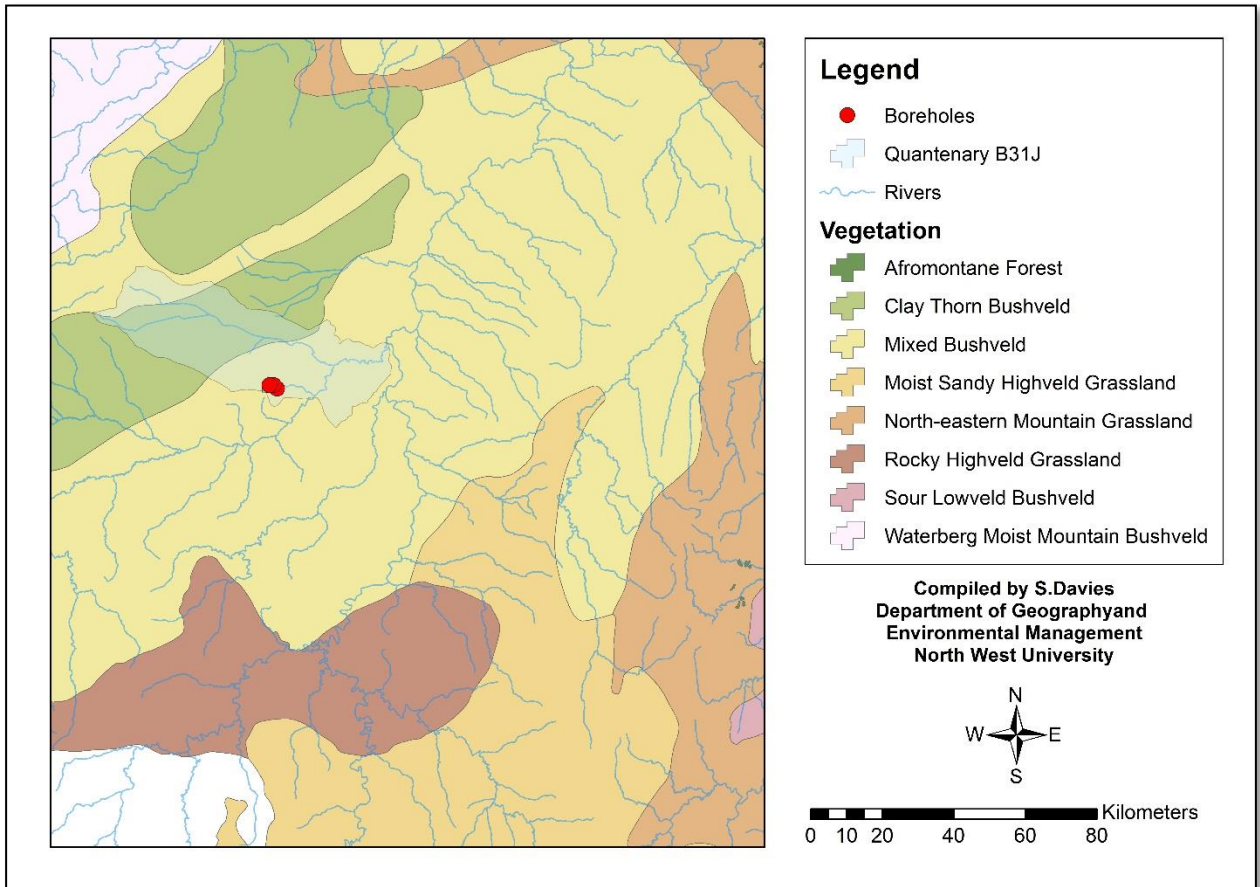 Legend
Boreholes
Quantenary B31J
Rivers
Vegetation
Afromontane Forest
Clay Thorn Bushveld
Mixed Bushveld
Moist Sandy Highveld Grassland
North-eastern Mountain Grassland
Rocky Highveld Grassland
Sour Lowveld Bushveld
Waterberg Moist Mountain Bushveld
Compiled by S.Davies
Department of Geographyand
Environmental Management
North West University
N
W E
S
Kilometers
0 10 20 40 60 80